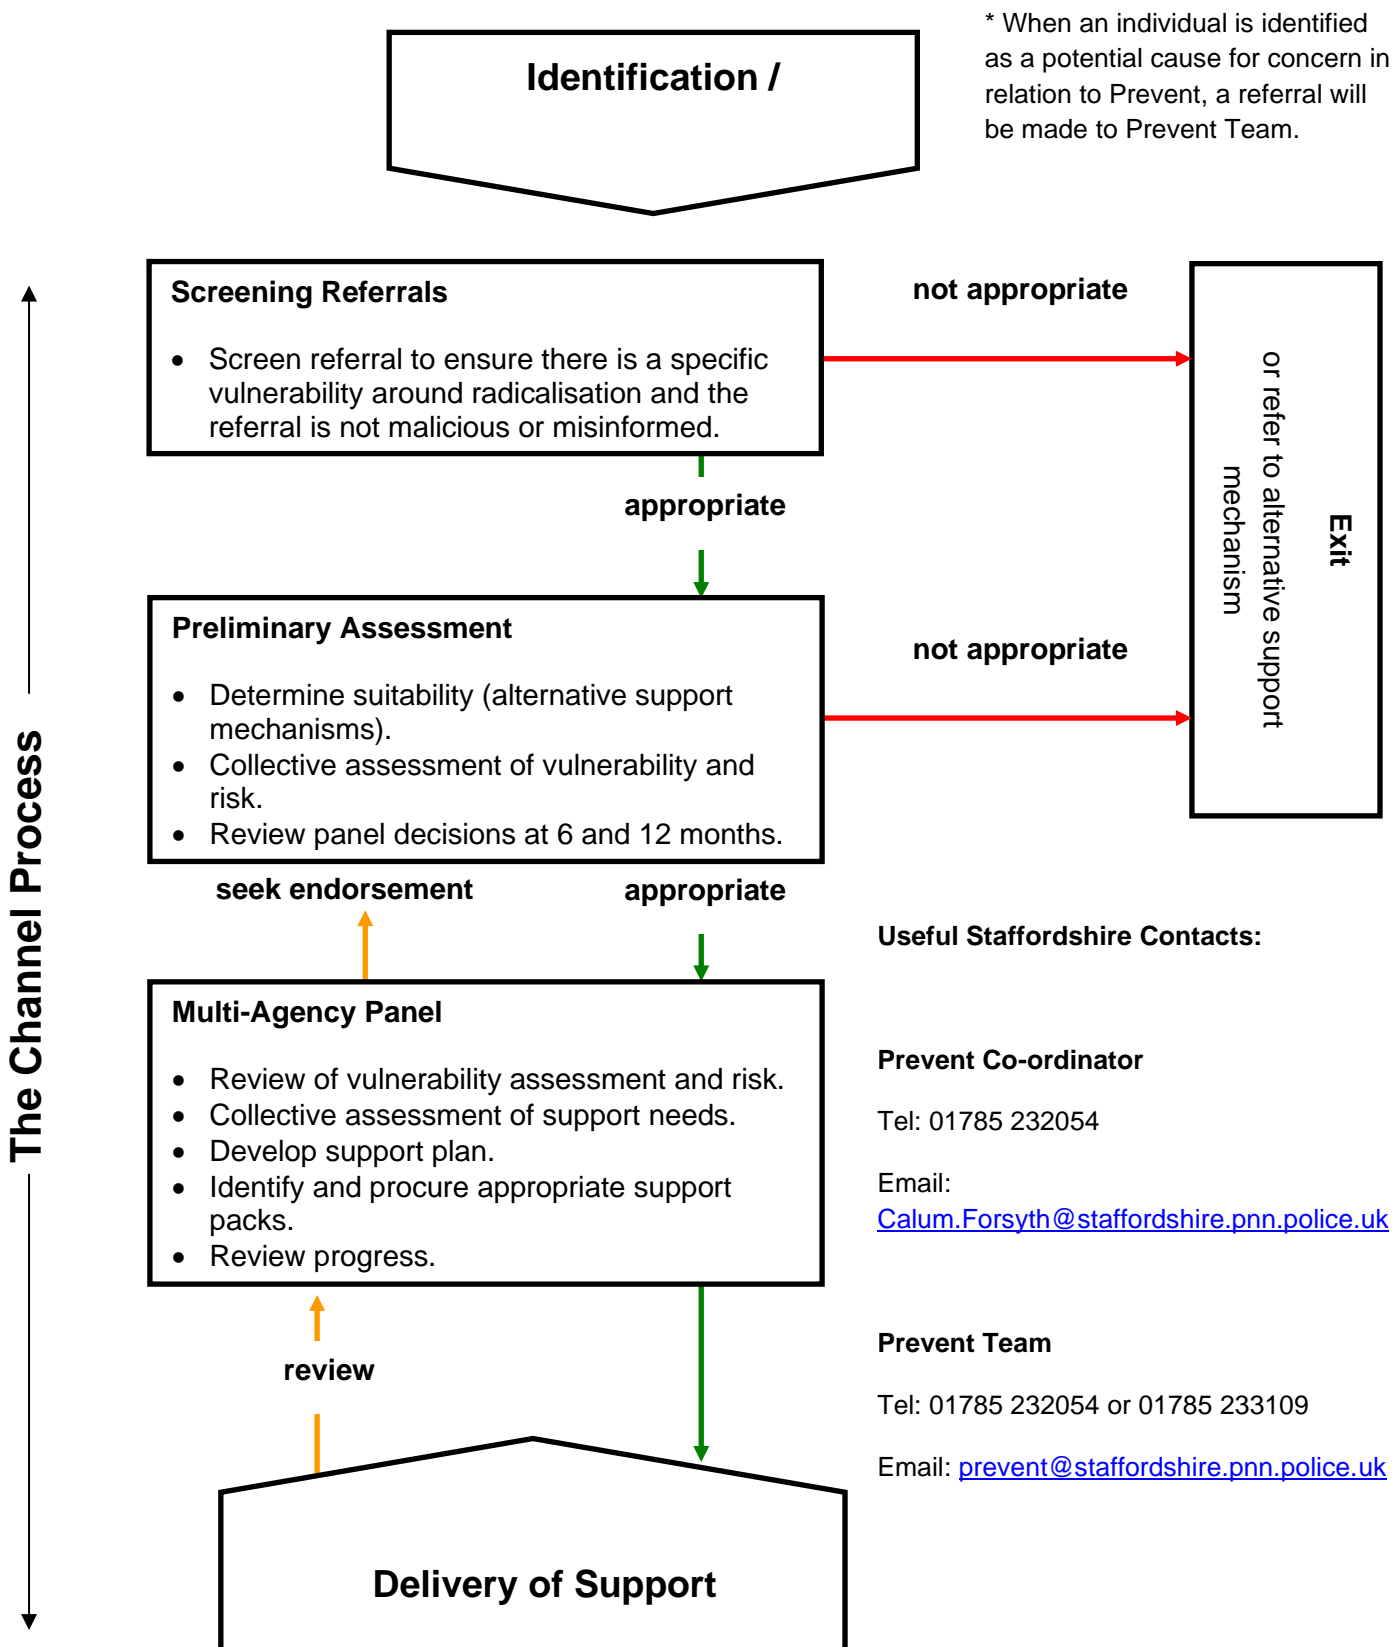 Identification /
* When an individual is identified
as a potential cause for concern in
relation to Prevent, a referral will
be made to Prevent Team.
The Channel Process
Screening Referrals
• Screen referral to ensure there is a specific
vulnerability around radicalisation and the
referral is not malicious or misinformed.
not appropriate
Exit
or refer to alternative support
mechanism
appropriate
Preliminary Assessment
• Determine suitability (alternative support
mechanisms).
• Collective assessment of vulnerability and
risk.
• Review panel decisions at 6 and 12 months.
not appropriate
seek endorsement
appropriate
Multi-Agency Panel
• Review of vulnerability assessment and risk.
• Collective assessment of support needs.
• Develop support plan.
• Identify and procure appropriate support
packs.
• Review progress.
review
Delivery of Support
Useful Staffordshire Contacts:
Prevent Co-ordinator
Tel: 01785 232054
Email:
Calum.Forsyth@staffordshire.pnn.police.uk
Prevent Team
Tel: 01785 232054 or 01785 233109
Email: prevent@staffordshire.pnn.police.uk